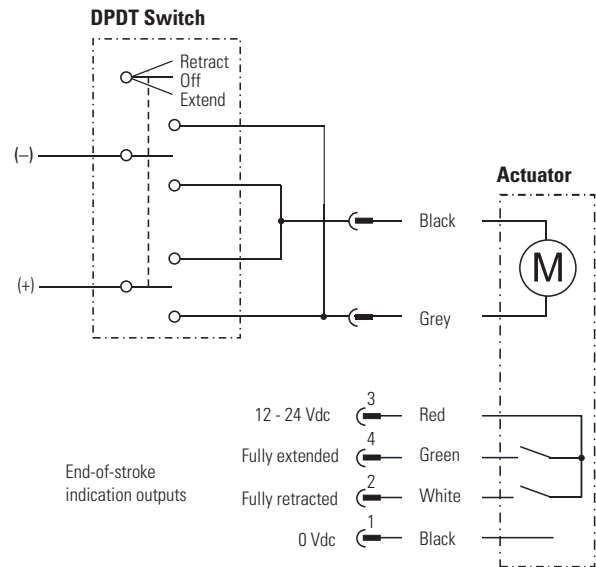 DPDT Switch
Retract
Off
Extend
(–)
Actuator
Black
M
(+)
Grey
3
12 - 24 Vdc
Red
4
Fully extended
Green
End-of-stroke
indication outputs
2
Fully retracted
White
1
0 Vdc
Black